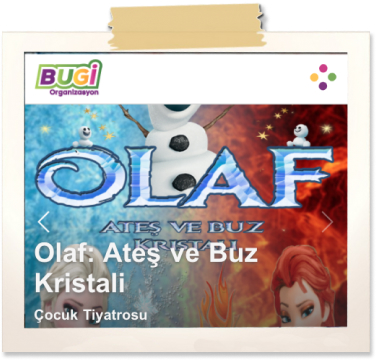 BUGİ
Organizasyon
OLAF
ATEŞ VE BUZ
KRİSTALİ
Olaf: Ateş ve Buz
Kristali
Çocuk Tiyatrosu